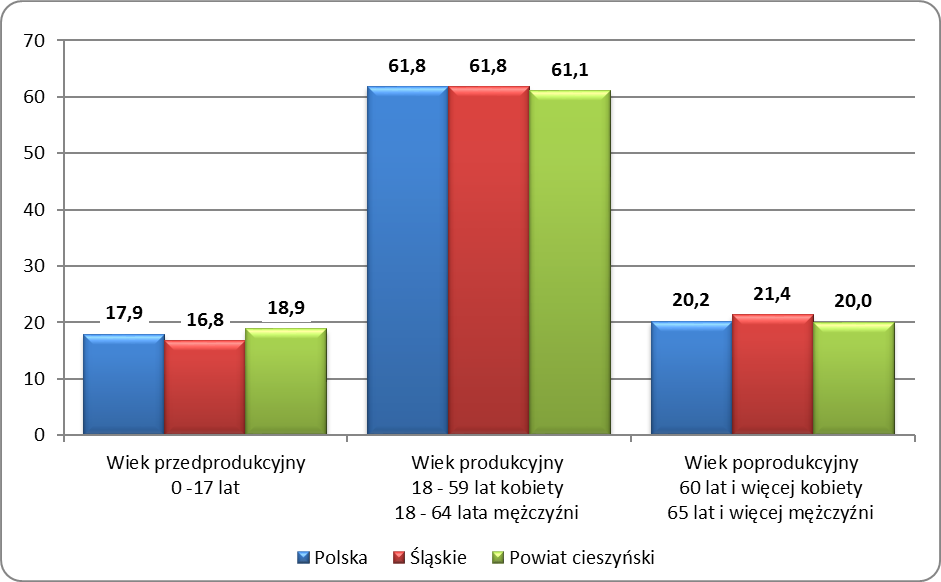 70
60
50
40
30
20
10
0
17,9
16,8
18,9
61,8
61,8
61,1
20,2
21,4
20,0
Wiek przedprodukcyjny
0 -17 lat
Wiek produkcyjny
18 - 59 lat kobiety
18 - 64 lata mężczyźni
Wiek poprodukcyjny
60 lat i więcej kobiety
65 lat i więcej mężczyźni
Polska
Śląskie
Powiat cieszyński